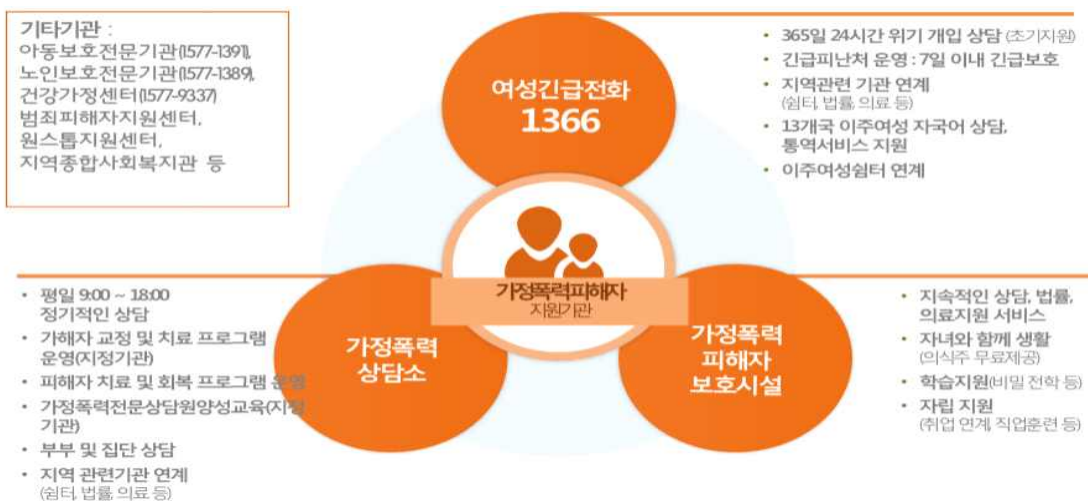 기타기관 :
아동보호전문기관(1577-1391),
노인보호전문기관(1577-1389),
건강가정센터(1577-9337)
범죄피해자지원센터,
원스톱지원센터,
지역종합사회복지관 등
여성긴급전화
1366
• 365일 24시간 위기 개입 상담 (초기지원)
• 긴급피난처 운영 : 7일 이내 긴급보호
• 지역관련 기관 연계
(쉼터, 법률, 의료 등)
• 13개국 이주여성 자국어 상담,
통역서비스 지원
• 이주여성쉼터 연계
가정폭력피해자
지원기관
• 평일 9:00 ~ 18:00
정기적인 상담
• 가해자 교정 및 치료 프로그램
운영(지정기관)
• 피해자 치료 및 회복 프로그램 운영
• 가정폭력전문상담원양성교육(지정
기관)
• 부부 및 집단 상담
• 지역 관련기관 연계
(쉼터, 법률, 의료 등)
가정폭력
상담소
가정폭력
피해자
보호시설
• 지속적인 상담, 법률,
의료지원 서비스
• 자녀와 함께 생활
(의식주 무료제공)
• 학습지원(비밀 전학 등)
• 자립 지원
(취업 연계, 직업훈련 등)